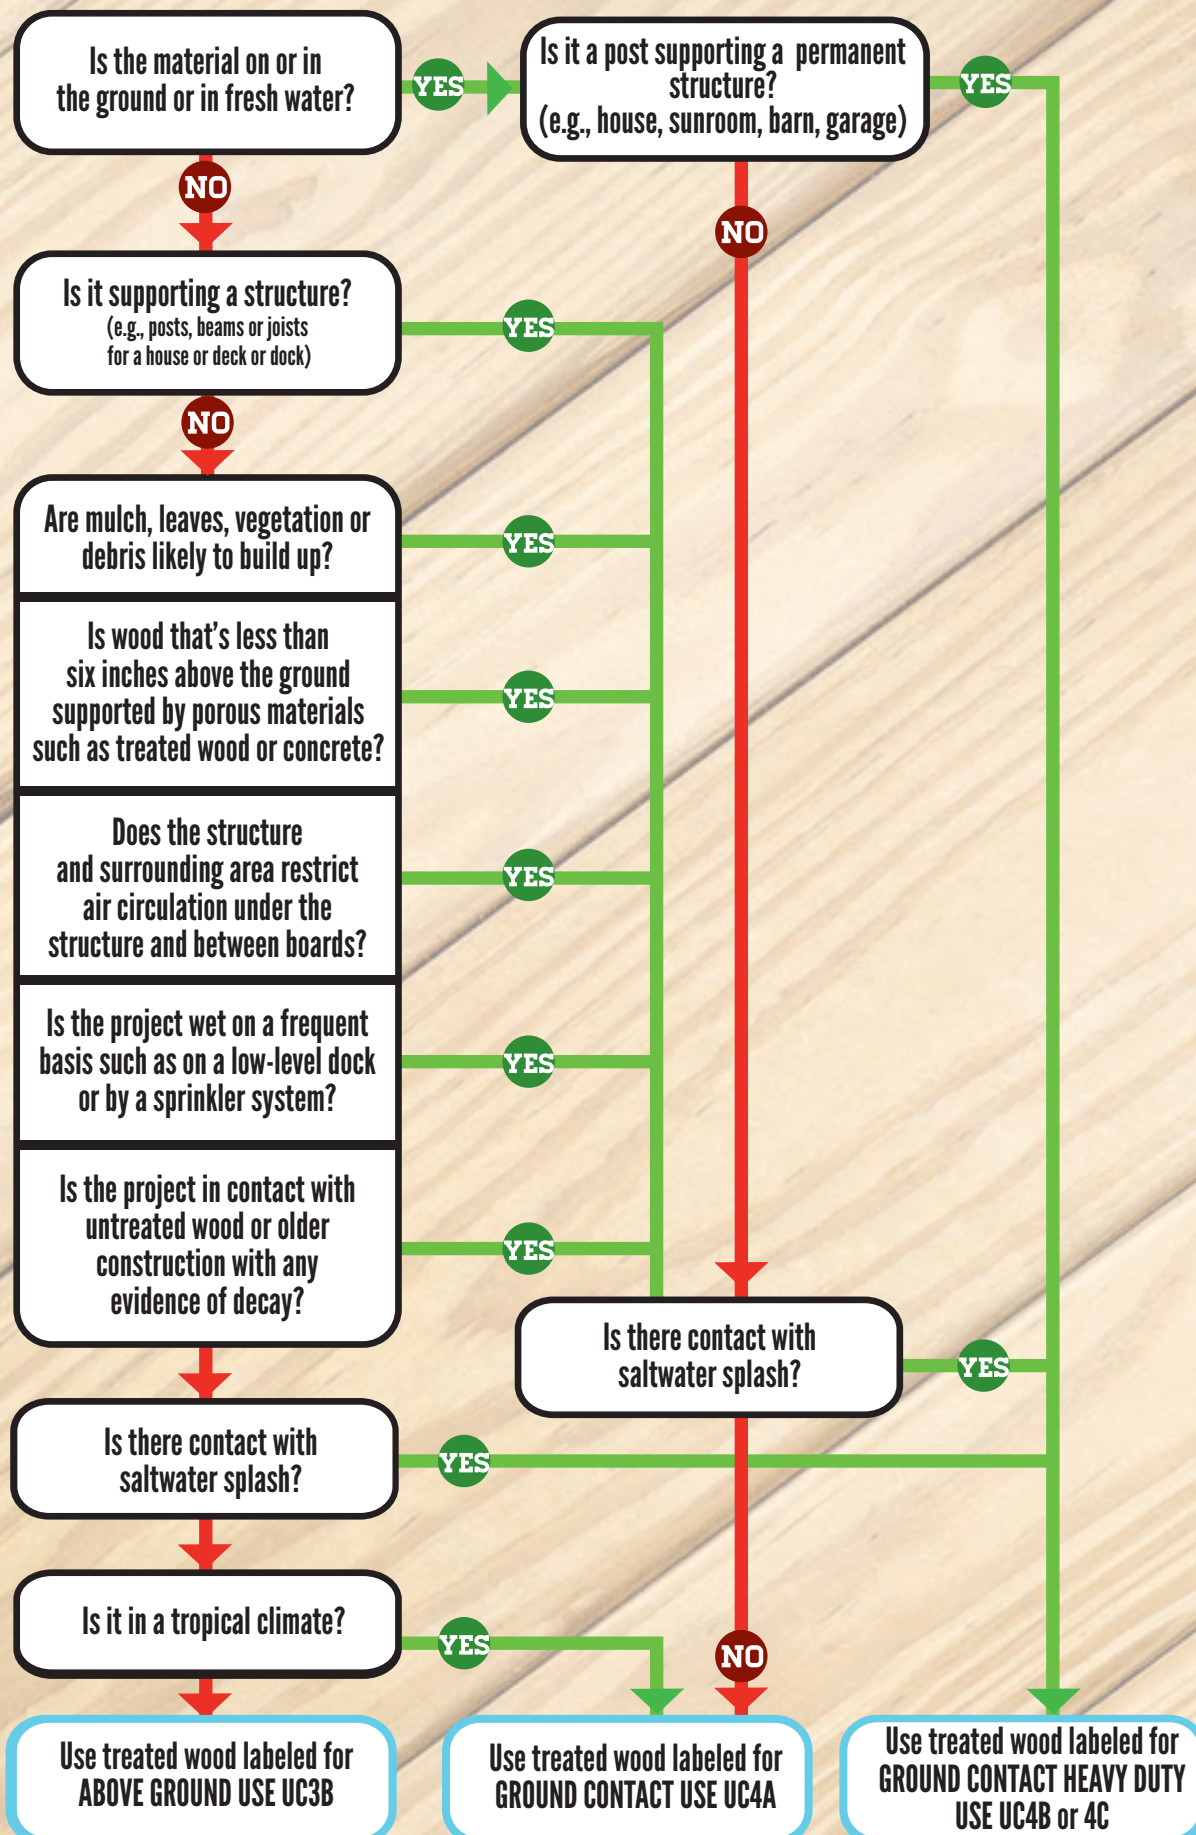 Is the material on or in
the ground or in fresh water?
YES
Is it a post supporting a permanent
structure?
(e.g., house, sunroom, barn, garage)
YES
NO
NO
Is it supporting a structure?
(e.g., posts, beams or joists
for a house or deck or dock)
YES
NO
Are mulch, leaves, vegetation or
debris likely to build up?
YES
Is wood that's less than
six inches above the ground
supported by porous materials
such as treated wood or concrete?
YES
Does the structure
and surrounding area restrict
air circulation under the
structure and between boards?
YES
Is the project wet on a frequent
basis such as on a low-level dock
or by a sprinkler system?
YES
Is the project in contact with
untreated wood or older
construction with any
evidence of decay?
YES
Is there contact with
saltwater splash?
YES
Is there contact with
saltwater splash?
YES
Is it in a tropical climate?
YES
NO
Use treated wood labeled for
ABOVE GROUND USE UC3B
Use treated wood labeled for
GROUND CONTACT USE UC4A
Use treated wood labeled for
GROUND CONTACT HEAVY DUTY
USE UC4B or 4C